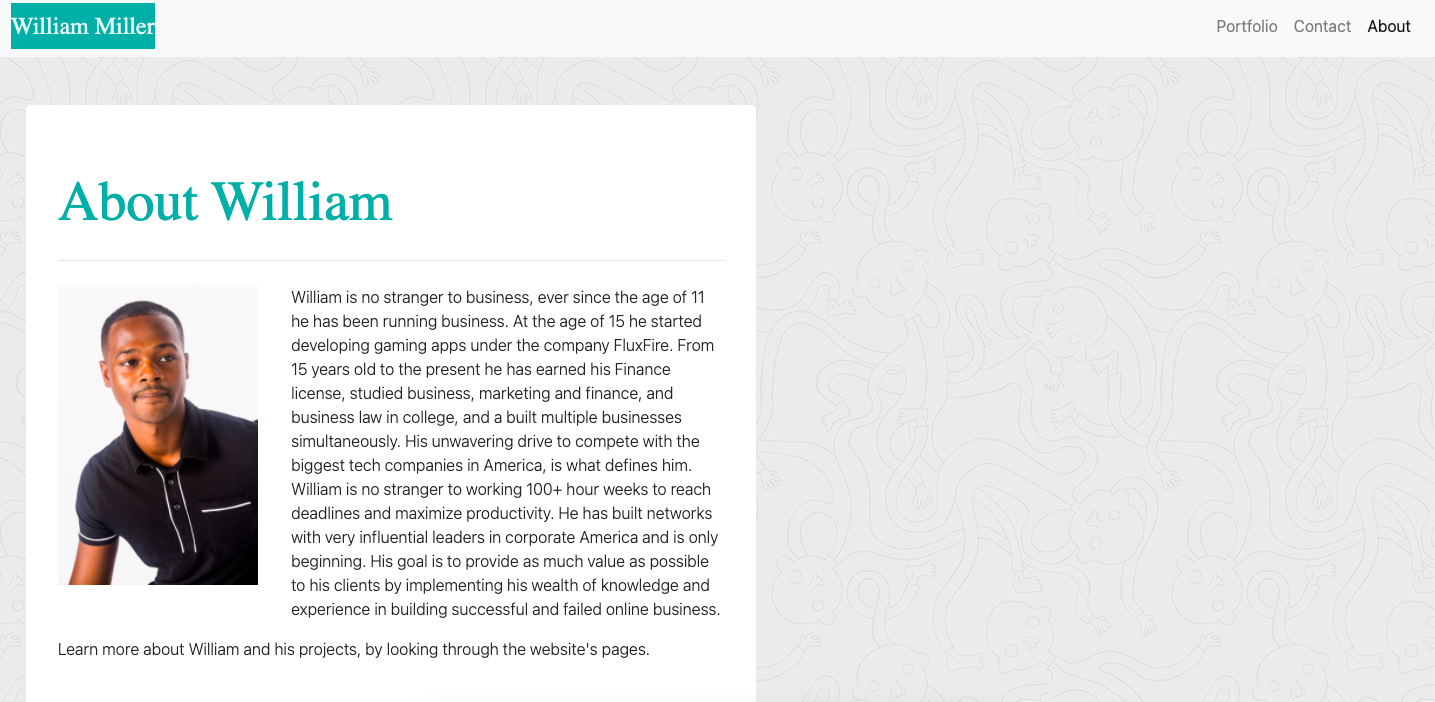 William Miller
Portfolio Contact About
About William
William is no stranger to business, ever since the age of 11
he has been running business. At the age of 15 he started
developing gaming apps under the company FluxFire. From
15 years old to the present he has earned his Finance
license, studied business, marketing and finance, and
business law in college, and a built multiple businesses
simultaneously. His unwavering drive to compete with the
biggest tech companies in America, is what defines him.
William is no stranger to working 100+ hour weeks to reach
deadlines and maximize productivity. He has built networks
with very influential leaders in corporate America and is only
beginning. His goal is to provide as much value as possible
to his clients by implementing his wealth of knowledge and
experience in building successful and failed online business.
Learn more about William and his projects, by looking through the website's pages.